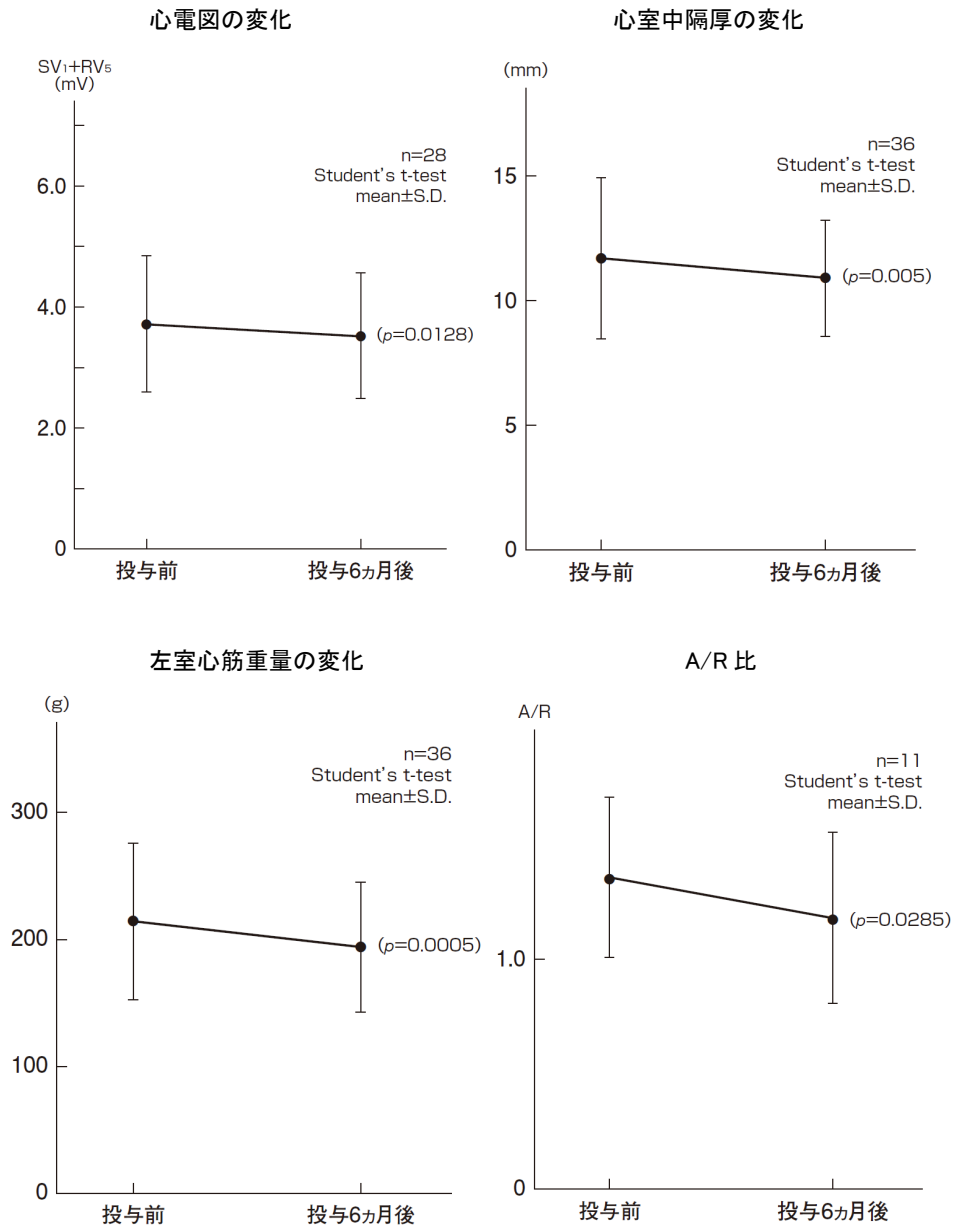 心電図の変化
SV₁+RV₅
(mV)
n=28
Student's t-test
mean±S.D.
6.0
4.0
2.0
0
(p=0.0128)
投与前
投与6ヵ月後
心室中隔厚の変化
(mm)
n=36
Student's t-test
mean±S.D.
15
10
5
0
(p=0.005)
投与前
投与6ヵ月後
左室心筋重量の変化
(g)
n=36
Student's t-test
mean±S.D.
300
200
100
0
(p=0.0005)
投与前
投与6ヵ月後
A/R 比
A/R
n=11
Student's t-test
mean±S.D.
1.0
0
(p=0.0285)
投与前
投与6ヵ月後